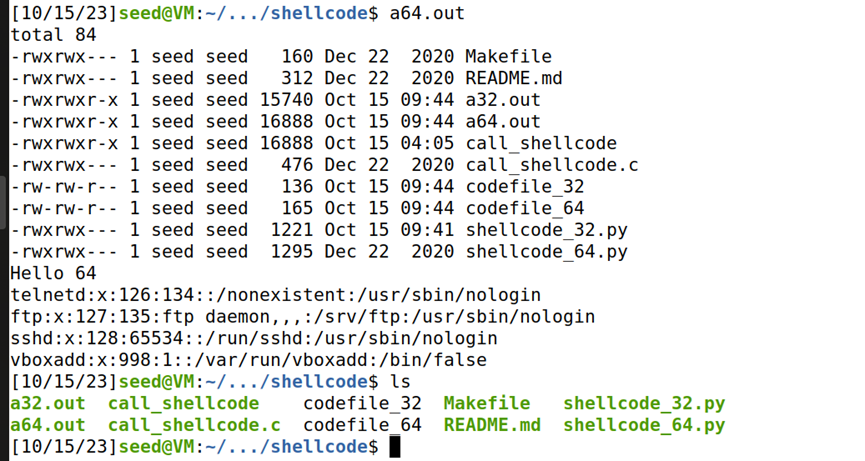 [10/15/23]seed@VM:~/.../shellcode$ a64.out
total 84
-rwxrwx--- 1 seed seed   160 Dec 22  2020 Makefile
-rwxrwx--- 1 seed seed   312 Dec 22  2020 README.md
-rwxrwxr-x 1 seed seed 15740 Oct 15 09:44 a32.out
-rwxrwxr-x 1 seed seed 16888 Oct 15 09:44 a64.out
-rwxrwxr-x 1 seed seed 16888 Oct 15 04:05 call_shellcode
-rwxrwx--- 1 seed seed   476 Dec 22  2020 call_shellcode.c
-rw-rw-r-- 1 seed seed   136 Oct 15 09:44 codefile_32
-rw-rw-r-- 1 seed seed   165 Oct 15 09:44 codefile_64
-rwxrwx--- 1 seed seed  1221 Oct 15 09:41 shellcode_32.py
-rwxrwx--- 1 seed seed  1295 Dec 22  2020 shellcode_64.py
Hello 64
telnetd:x:126:134::/nonexistent:/usr/sbin/nologin
ftp:x:127:135:ftp daemon,,,:/srv/ftp:/usr/sbin/nologin
sshd:x:128:65534::/run/sshd:/usr/sbin/nologin
vboxadd:x:998:1::/var/run/vboxadd:/bin/false
[10/15/23]seed@VM:~/.../shellcode$ ls
a32.out  call_shellcode    codefile_32  Makefile   shellcode_32.py
a64.out  call_shellcode.c  codefile_64  README.md  shellcode_64.py
[10/15/23]seed@VM:~/.../shellcode$